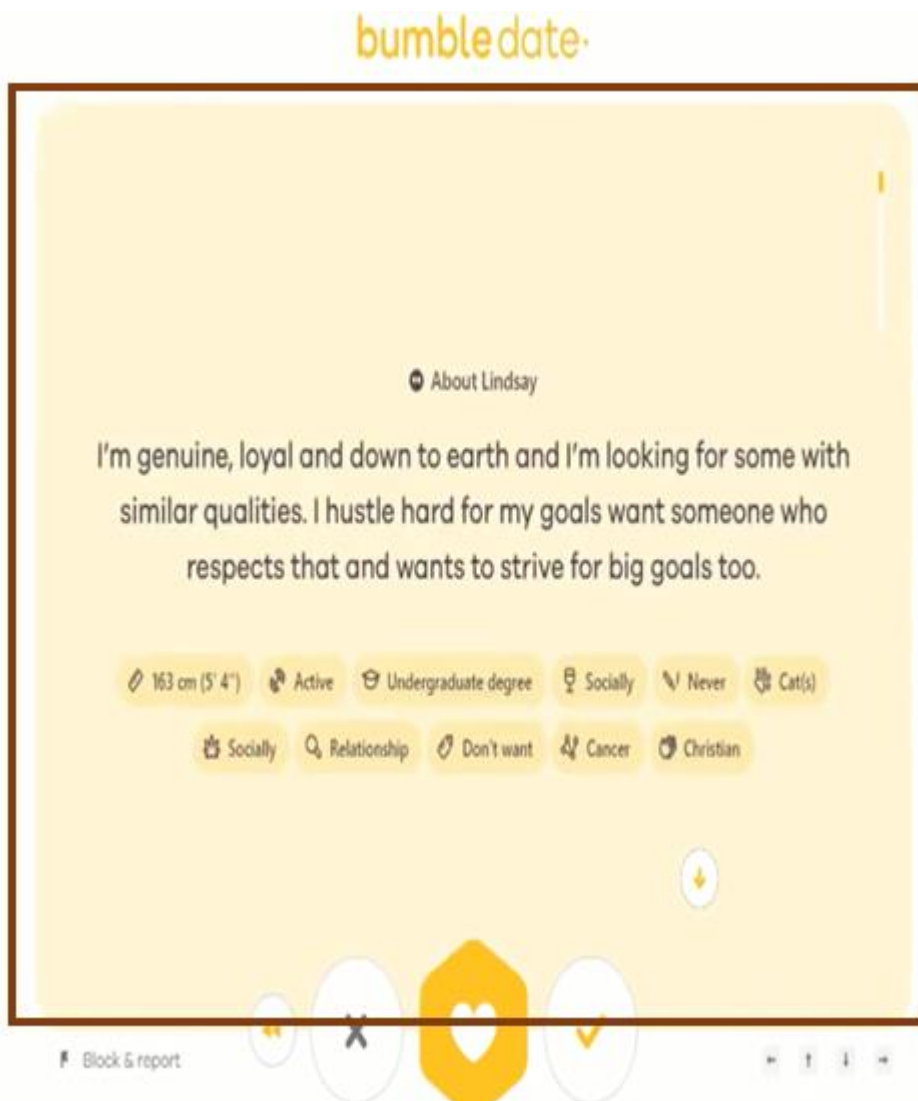 bumble date
About Lindsay
I'm genuine, loyal and down to earth and I'm looking for some with
similar qualities. I hustle hard for my goals want someone who
respects that and wants to strive for big goals too.
163 cm (5' 4") Active Undergraduate degree Socially Never Cat(s)
Socially Relationship Don't want Cancer Christian
Block & report